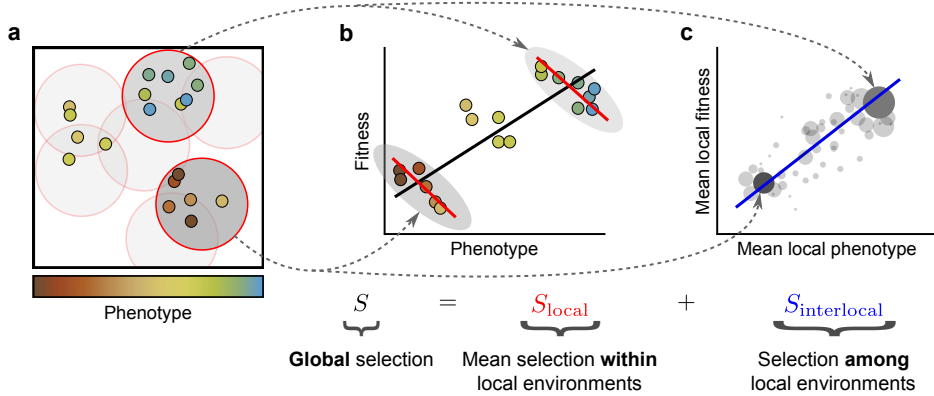 a
b
c
Fitness
Mean local fitness
Phenotype
Phenotype
Mean local phenotype
S = S_local + S_interlocal
Global selection
Mean selection within
local environments
Selection among
local environments